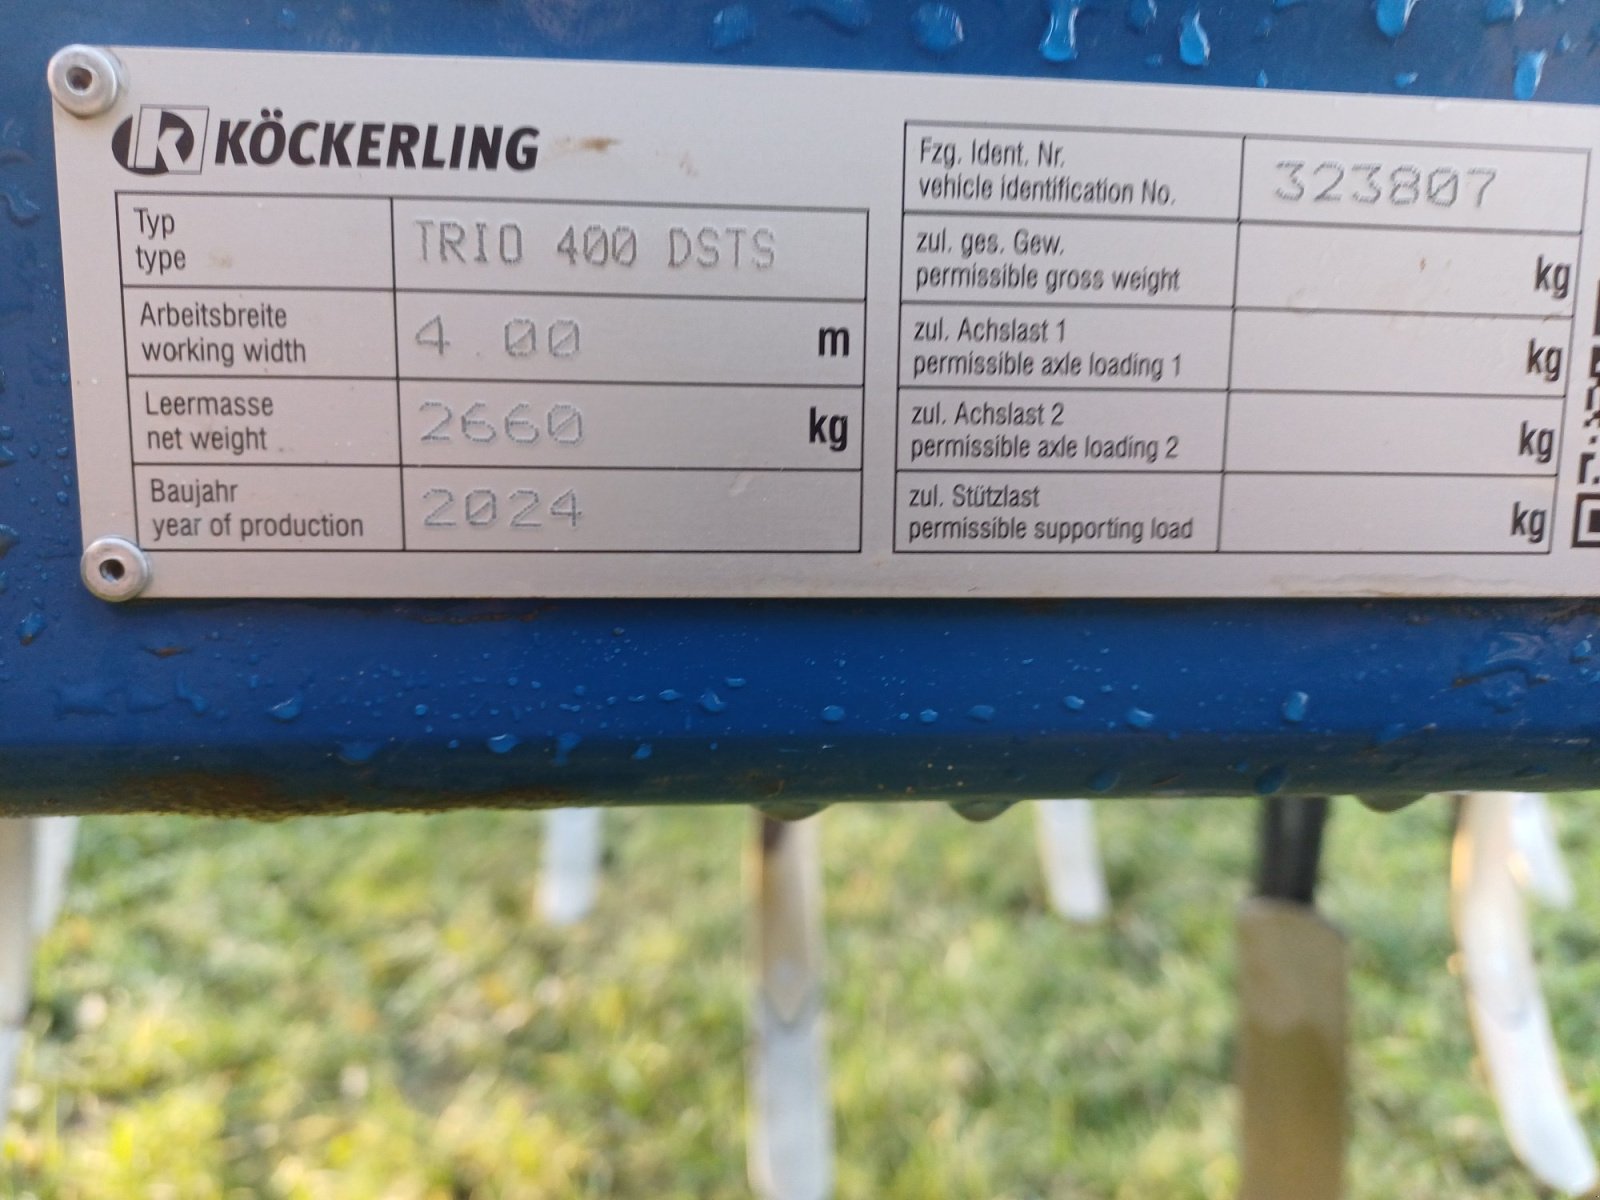 KÖCKERLING
Typ
type
TRIO 400 DSTS
Arbeitsbreite
working width
4.00 m
Leermasse
net weight
2660 kg
Baujahr
year of production
2024
Fzg. Ident. Nr.
vehicle identification No.
323807
zul. ges. Gew.
permissible gross weight
kg
zul. Achslast 1
permissible axle loading 1
kg
zul. Achslast 2
permissible axle loading 2
kg
zul. Stützlast
permissible supporting load
kg